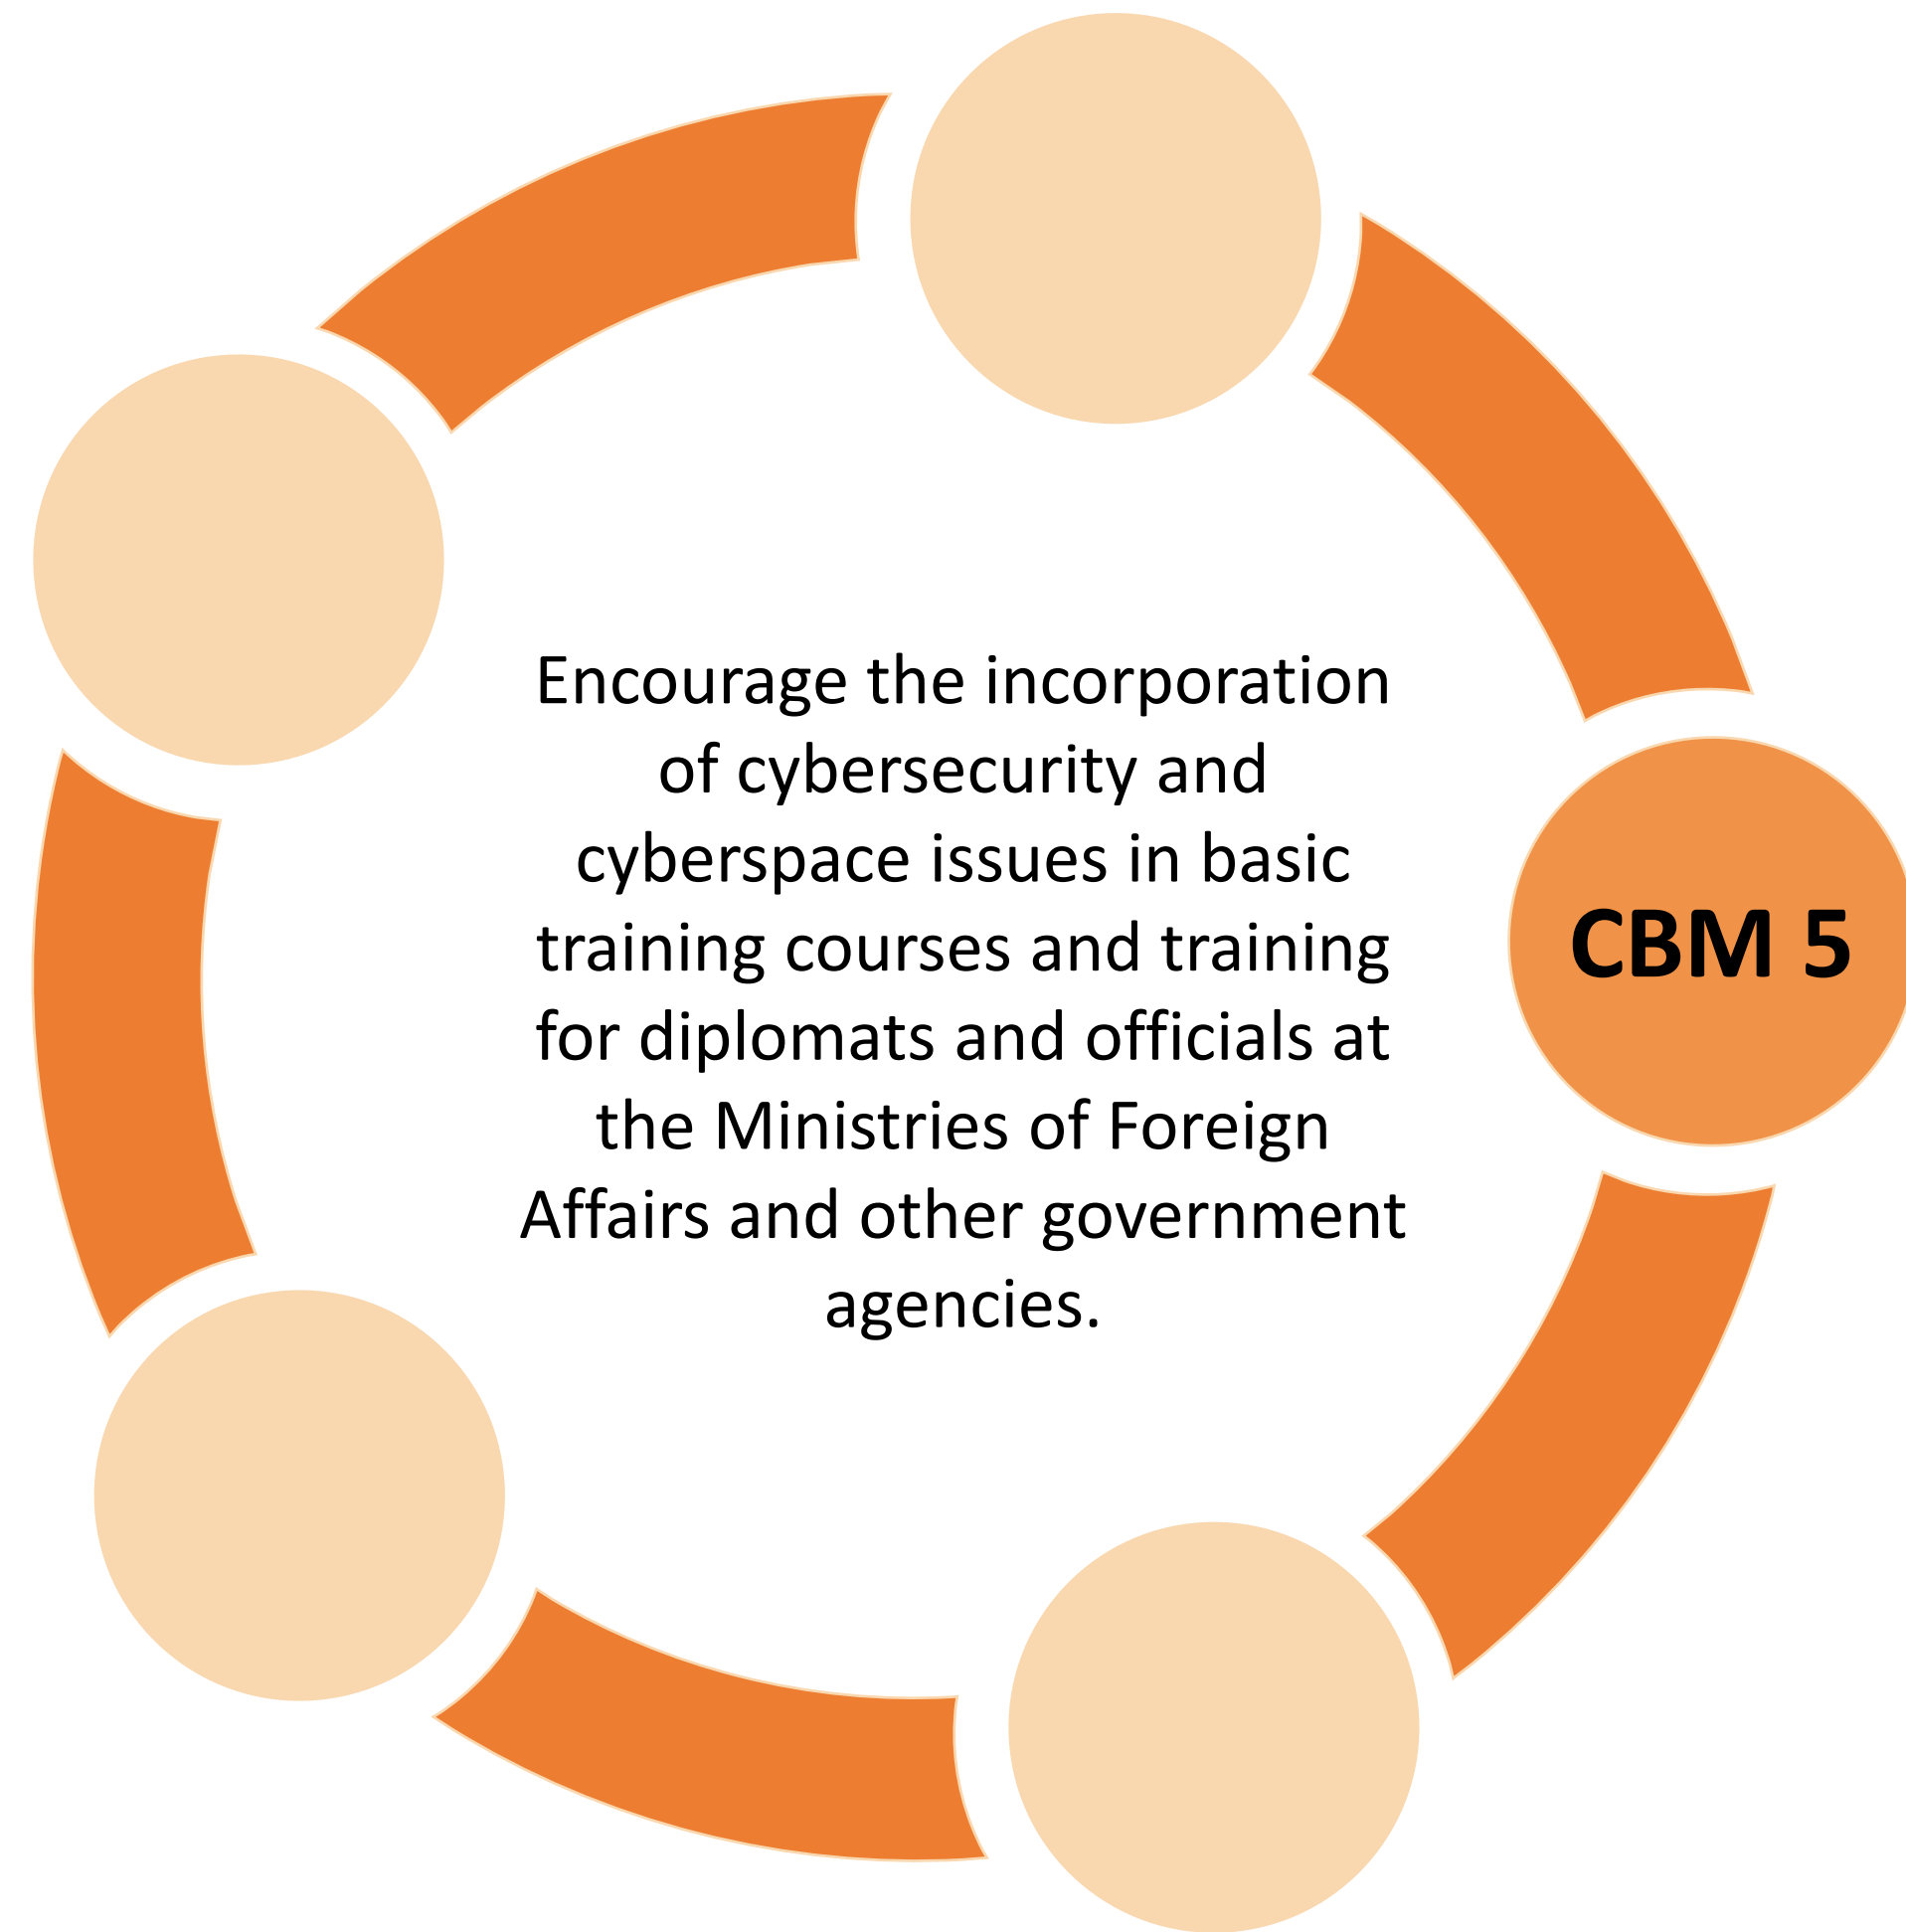 Encourage the incorporation
of cybersecurity and
cyberspace issues in basic
training courses and training
for diplomats and officials at
the Ministries of Foreign
Affairs and other government
agencies.
CBM 5